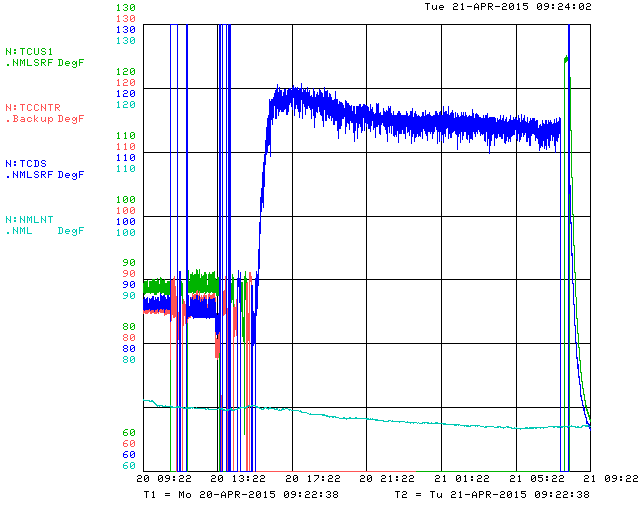 Tue 21-APR-2015 09:24:02
130
130
130
130
N:TCUS1
.NMLSRF DegF
120
120
120
120
N:TCCNTR
.Backup DegF
110
110
110
110
N:TCDS
.NMLSRF DegF
100
100
100
100
N:NMLNT
.NML DegF
90
90
90
90
80
80
80
80
60
60
60
60
20 09:22 20 13:22 20 17:22 20 21:22 21 01:22 21 05:22 21 09:22
T1 = Mo 20-APR-2015 09:22:38 T2 = Tu 21-APR-2015 09:22:38